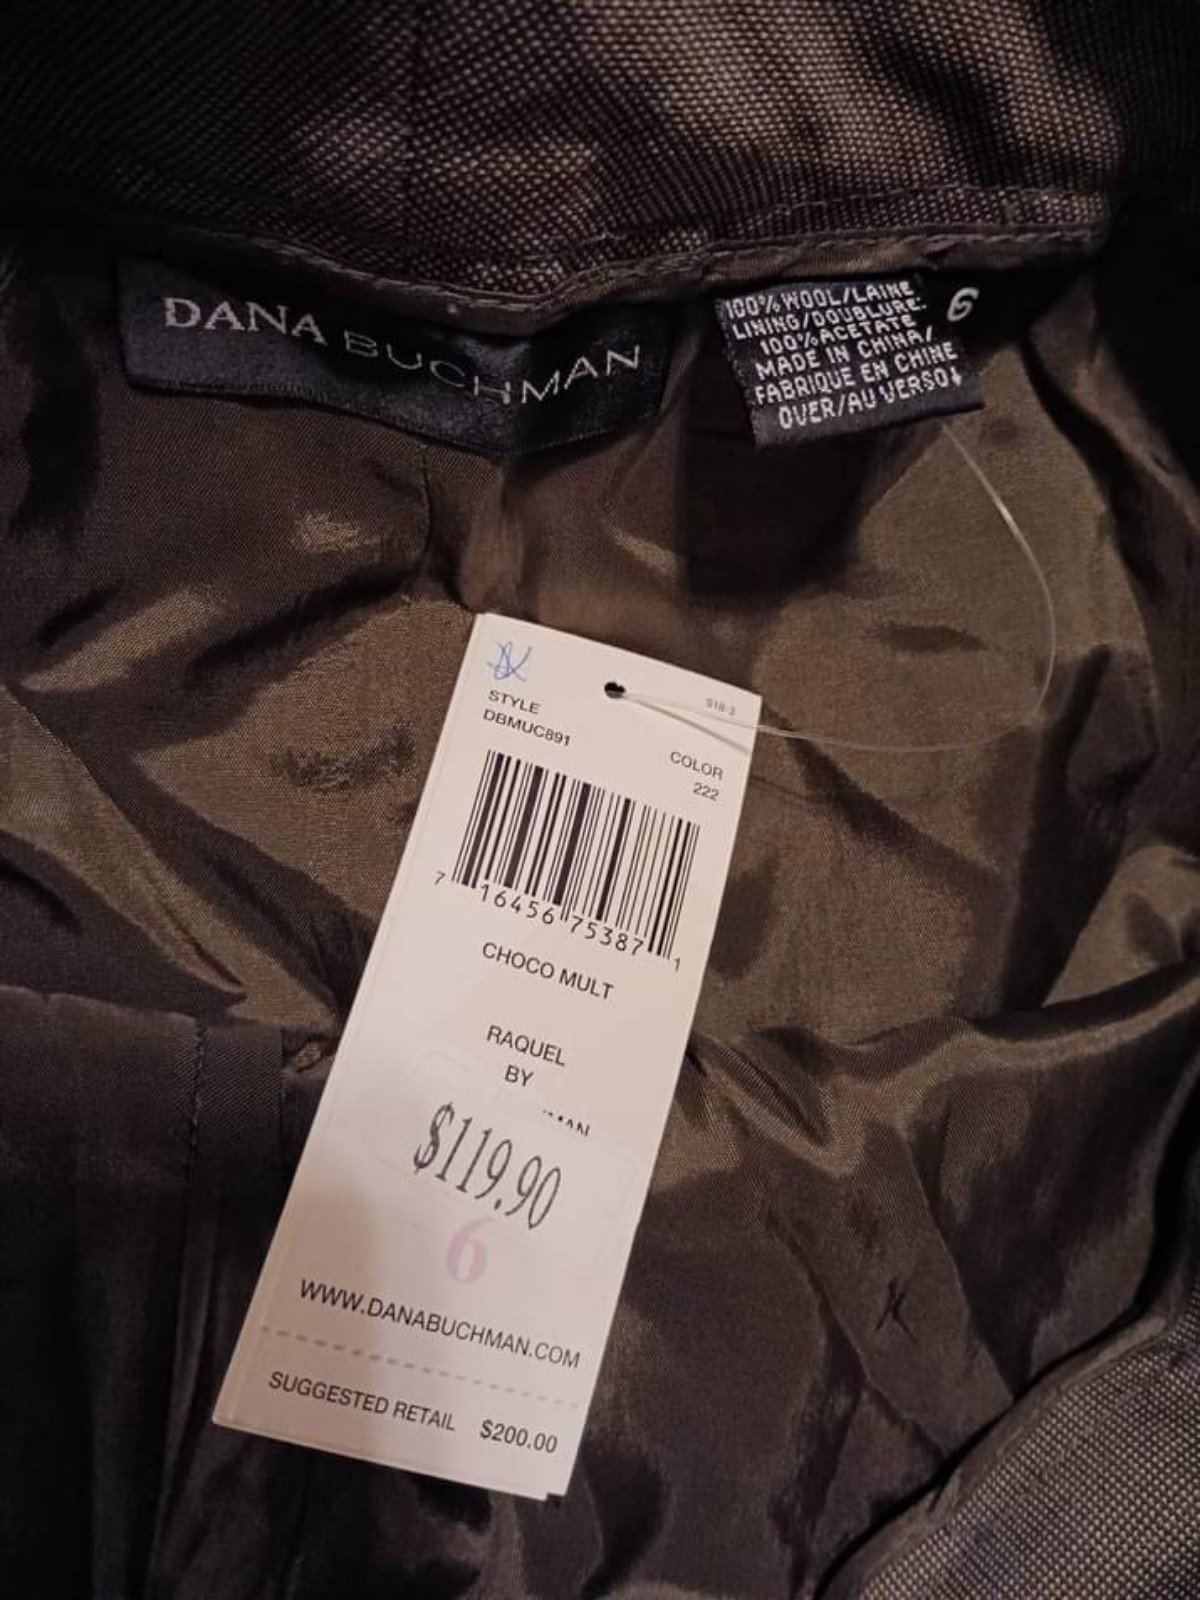 DANA BUCHMAN
100% WOOL/LAINE
LINING/DOUBLURE:
100% ACETATE
MADE IN CHINA/
FABRIQUE EN CHINE
OVER/AU VERSO↓
6
S18-3
STYLE
DBMUC891
COLOR
222
7 16456 75387 1
CHOCO MULT
RAQUEL
BY
$119.90
6
WWW.DANABUCHMAN.COM
SUGGESTED RETAIL $200.00